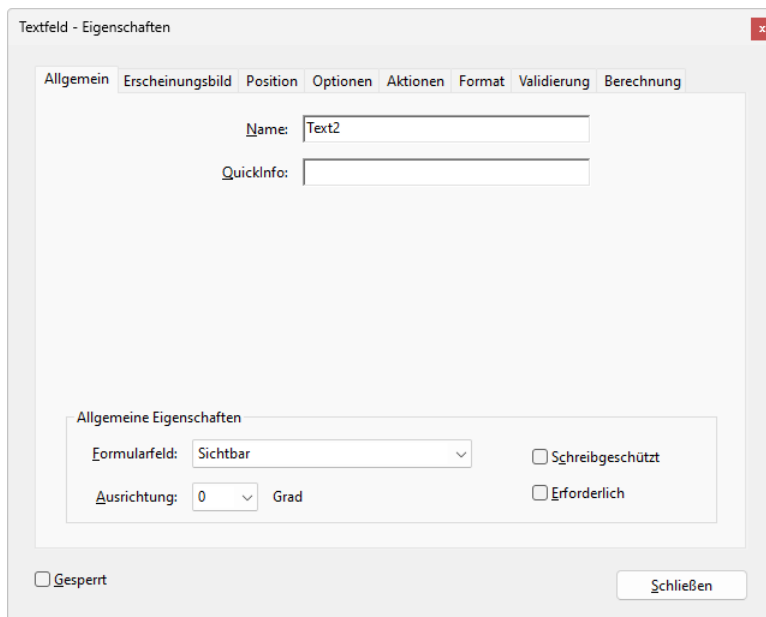 Textfeld - Eigenschaften x
Allgemein Erscheinungsbild Position Optionen Aktionen Format Validierung Berechnung
Name: Text2
QuickInfo:
Allgemeine Eigenschaften
Formularfeld: Sichtbar Schreibgeschützt
Ausrichtung: 0 Grad Erforderlich
Gesperrt Schließen